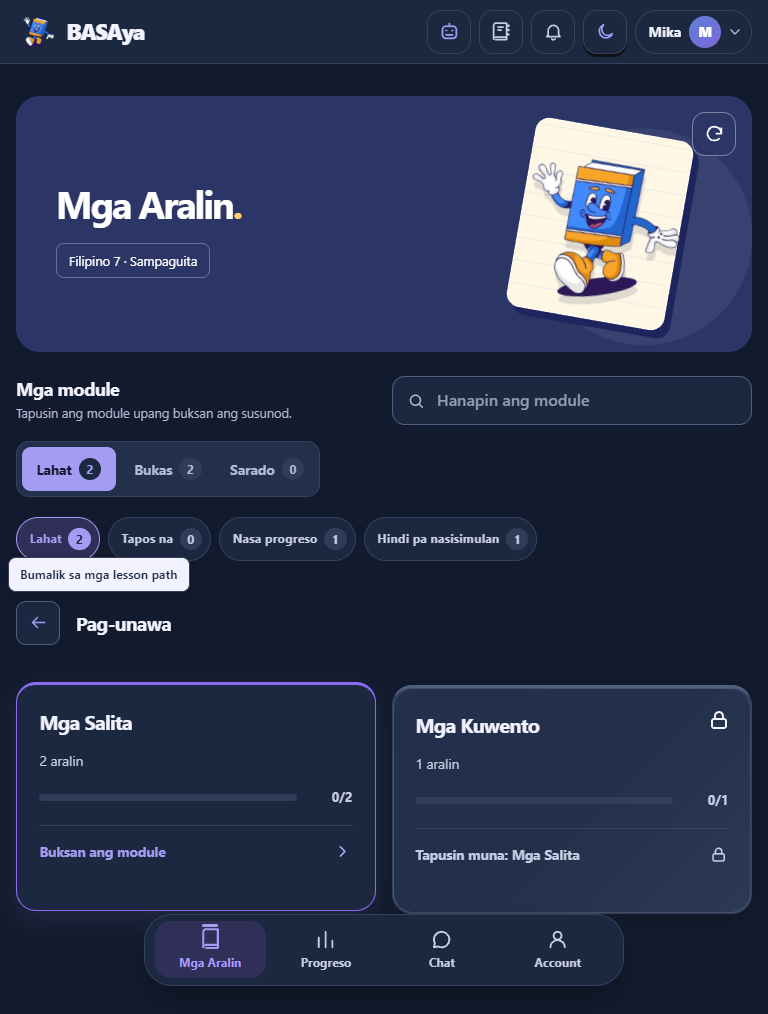 BASAya
Mika M
Mga Aralin.
Filipino 7 · Sampaguita
Mga module
Tapusin ang module upang buksan ang susunod.
Hanapin ang module
Lahat 2 Bukas 2 Sarado 0
Lahat 2 Tapos na 0 Nasa progreso 1 Hindi pa nasisimulan 1
Bumalik sa mga lesson path
Pag-unawa
Mga Salita
2 aralin
0/2
Buksan ang module
Mga Kuwento
1 aralin
0/1
Tapusin muna: Mga Salita
Mga Aralin Progreso Chat Account